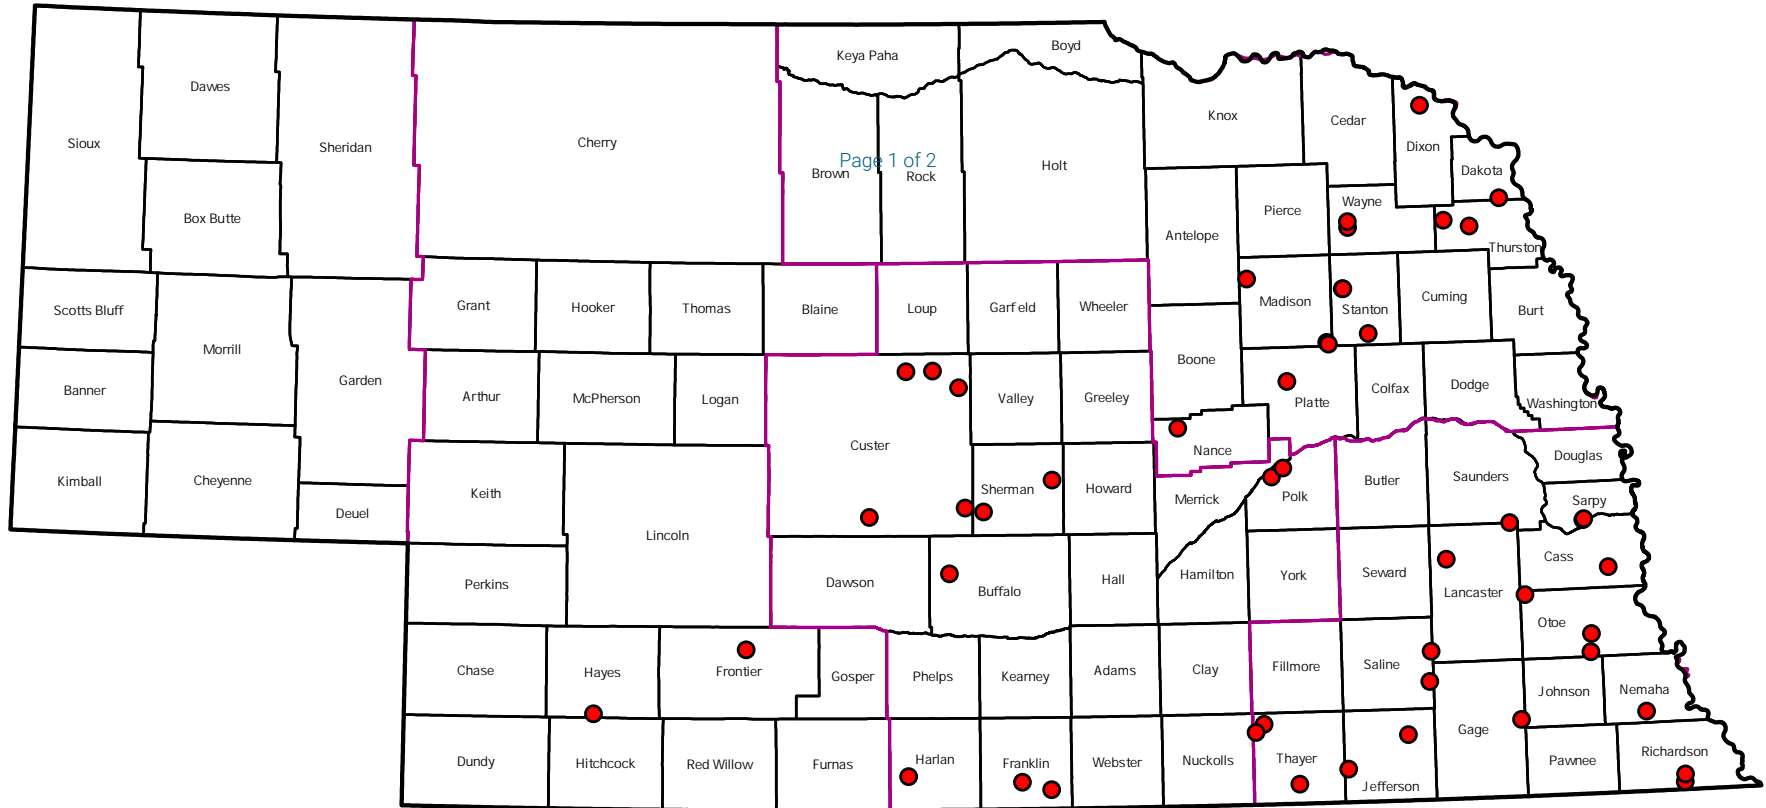 Keya Paha
Boyd
Dawes
Knox
Cedar
Sioux
Sheridan
Cherry
Dixon
Page 1 of 2
Brown
Rock
Holt
Dakota
Box Butte
Pierce
Wayne
Antelope
Thurston
Scotts Bluff
Grant
Hooker
Thomas
Blaine
Loup
Garf eld
Wheeler
Madison
Stanton
Cuming
Burt
Morrill
Boone
Banner
Garden
Arthur
McPherson
Logan
Valley
Greeley
Platte
Colfax
Dodge
Washington
Custer
Nance
Douglas
Kimball
Cheyenne
Keith
Sherman
Howard
Merrick
Polk
Butler
Saunders
Sarpy
Deuel
Lincoln
Perkins
Dawson
Buffalo
Hall
Hamilton
York
Seward
Lancaster
Cass
Otoe
Chase
Hayes
Frontier
Gosper
Phelps
Kearney
Adams
Clay
Fillmore
Saline
Johnson
Nemaha
Gage
Dundy
Hitchcock
Red Willow
Furnas
Harlan
Franklin
Webster
Nuckolls
Thayer
Jefferson
Pawnee
Richardson